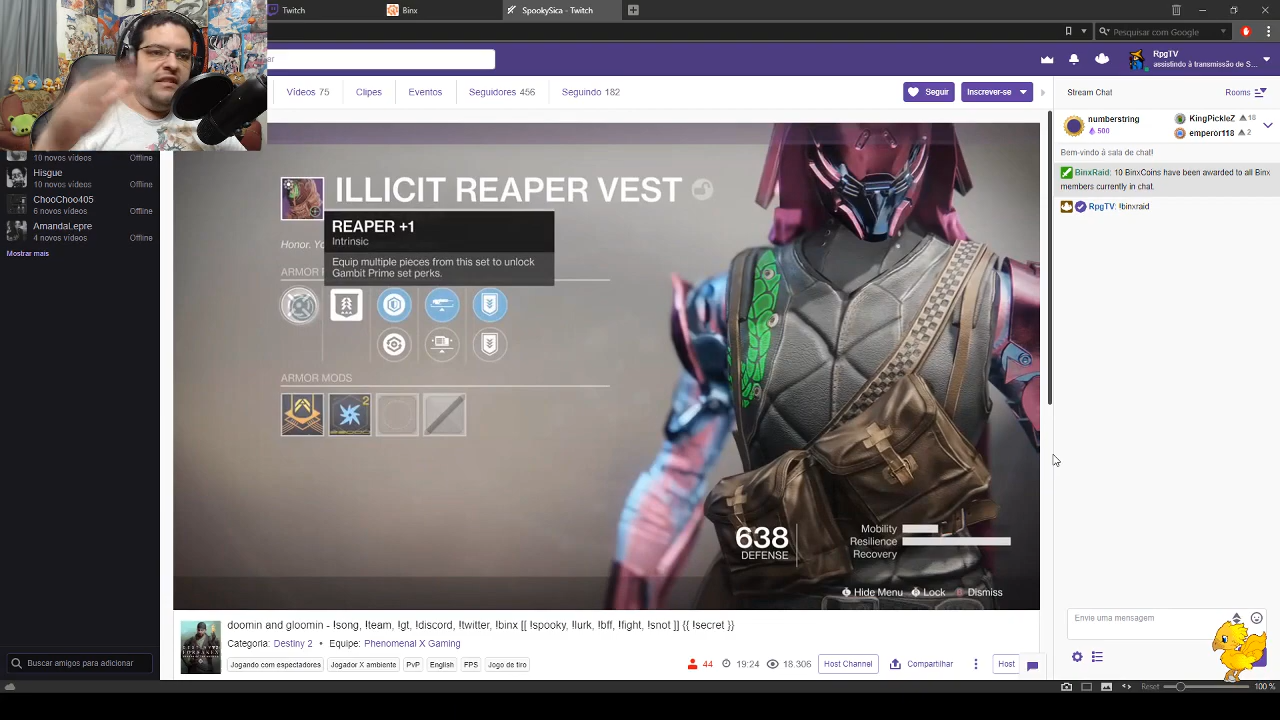 Twitch
Binx
SpookySica - Twitch
Pesquisar com Google
RpgTV
assistindo à transmissão de S...
Vídeos 75
Clipes
Eventos
Seguidores 456
Seguindo 182
Seguir
Inscrever-se
Stream Chat
Rooms
numberstring
500
KingPickleZ 18
emperor118 2
Bem-vindo à sala de chat!
BinxRaid: 10 BinxCoins have been awarded to all Binx
members currently in chat.
RpgTV: !binxraid
10 novos vídeos Offline
Hisgue
10 novos vídeos Offline
ChooChoo405
6 novos vídeos Offline
AmandaLepre
4 novos vídeos Offline
Mostrar mais
ILLICIT REAPER VEST
REAPER +1
Intrinsic
Honor. Yo
Equip multiple pieces from this set to unlock
Gambit Prime set perks.
ARMOR
ARMOR MODS
2
638
DEFENSE
Mobility
Resilience
Recovery
Hide Menu Lock Dismiss
doomin and gloomin - !song, !team, !gt, !discord, !twitter, !binx [[ !spooky, !lurk, !bff, !fight, !snot ]] {{ !secret }}
Categoria: Destiny 2 • Equipe: Phenomenal X Gaming
Jogando com espectadores
Jogador X ambiente
PvP
English
FPS
Jogo de tiro
44
19:24
18.306
Host Channel
Compartilhar
Host
Envie uma mensagem
Buscar amigos para adicionar
Reset
100 %